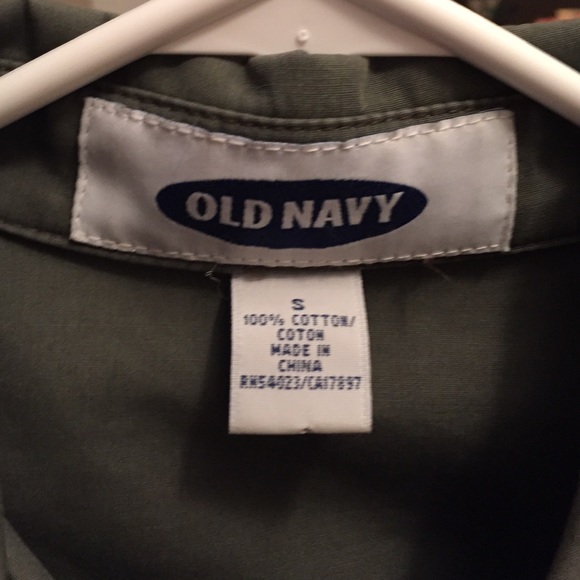 OLD NAVY
S
100% COTTON/
COTON
MADE IN
CHINA
RN54023/CA17897